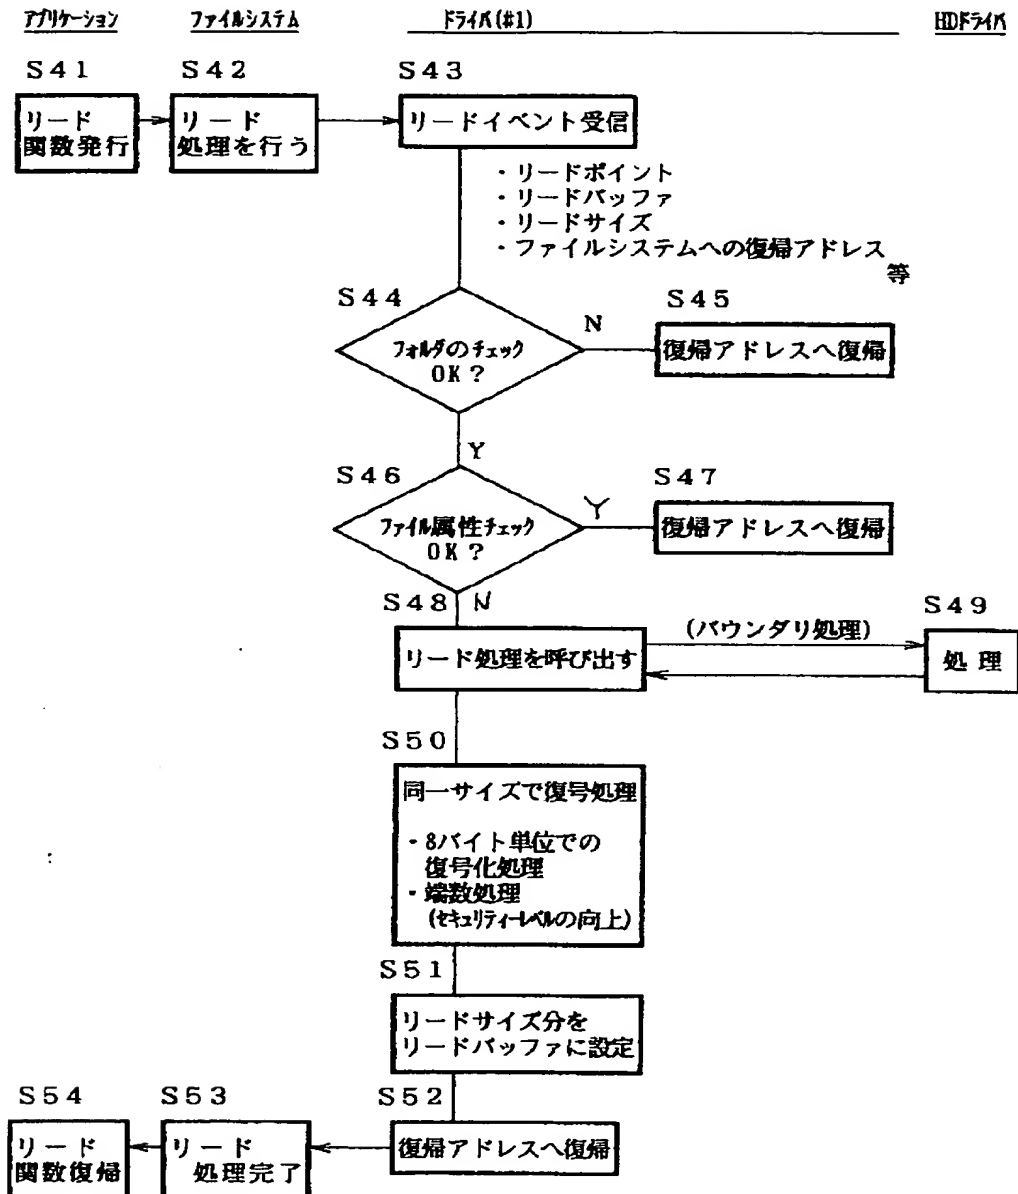 アプリケーション ファイルシステム ドライバ(#1) HDドライバ
S41 S42 S43
リード
関数発行
リード
処理を行う
リードイベント受信
・リードポイント
・リードバッファ
・リードサイズ
・ファイルシステムへの復帰アドレス
等
S44
フォルダのチェック
OK?
N
S45
復帰アドレスへ復帰
Y
S46
ファイル属性チェック
OK?
Y
S47
復帰アドレスへ復帰
S48 N
リード処理を呼び出す
(バウンダリ処理)
S49
処 理
S50
同一サイズで復号処理
・8バイト単位での
復号化処理
・端数処理
(セキュリティーレベルの向上)
S51
リードサイズ分を
リードバッファに設定
S54 S53 S52
リード
関数復帰
リード
処理完了
復帰アドレスへ復帰